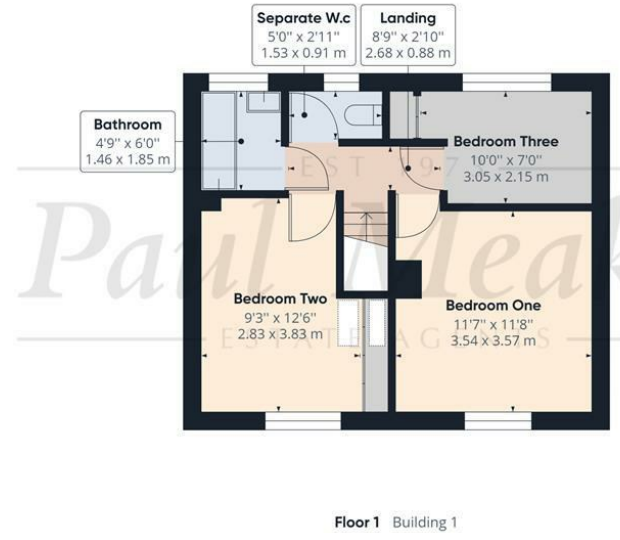 Separate W.c
5'0" x 2'11"
1.53 x 0.91 m
Landing
8'9" x 2'10"
2.68 x 0.88 m
Bathroom
4'9" x 6'0"
1.46 x 1.85 m
Bedroom Three
10'0" x 7'0"
3.05 x 2.15 m
EST 197
Paul Meak
ESTATE AGENTS
Bedroom Two
9'3" x 12'6"
2.83 x 3.83 m
Bedroom One
11'7" x 11'8"
3.54 x 3.57 m
Floor 1 Building 1